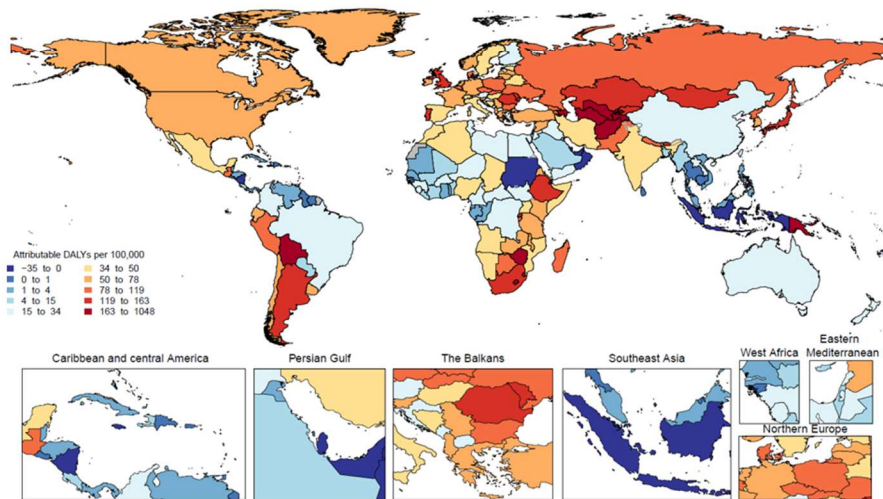 Attributable DALYs per 100,000
−35 to 0
0 to 1
1 to 4
4 to 15
15 to 34
34 to 50
50 to 78
78 to 119
119 to 163
163 to 1048
Caribbean and central America
Persian Gulf
The Balkans
Southeast Asia
West Africa
Eastern
Mediterranean
Northern Europe